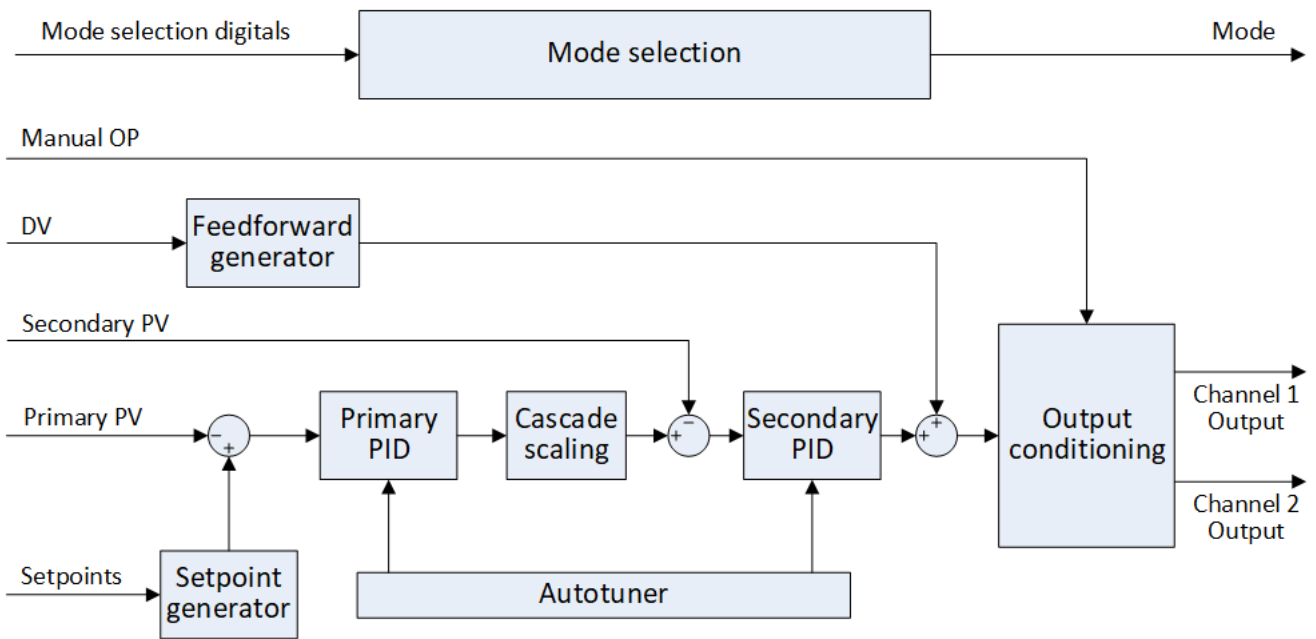 Mode selection digitals
Mode selection
Mode
Manual OP
DV
Feedforward
generator
Secondary PV
Primary PV
−
+
Primary
PID
Cascade
scaling
−
+
Secondary
PID
+
+
Output
conditioning
Channel 1
Output
Channel 2
Output
Setpoints
Setpoint
generator
Autotuner